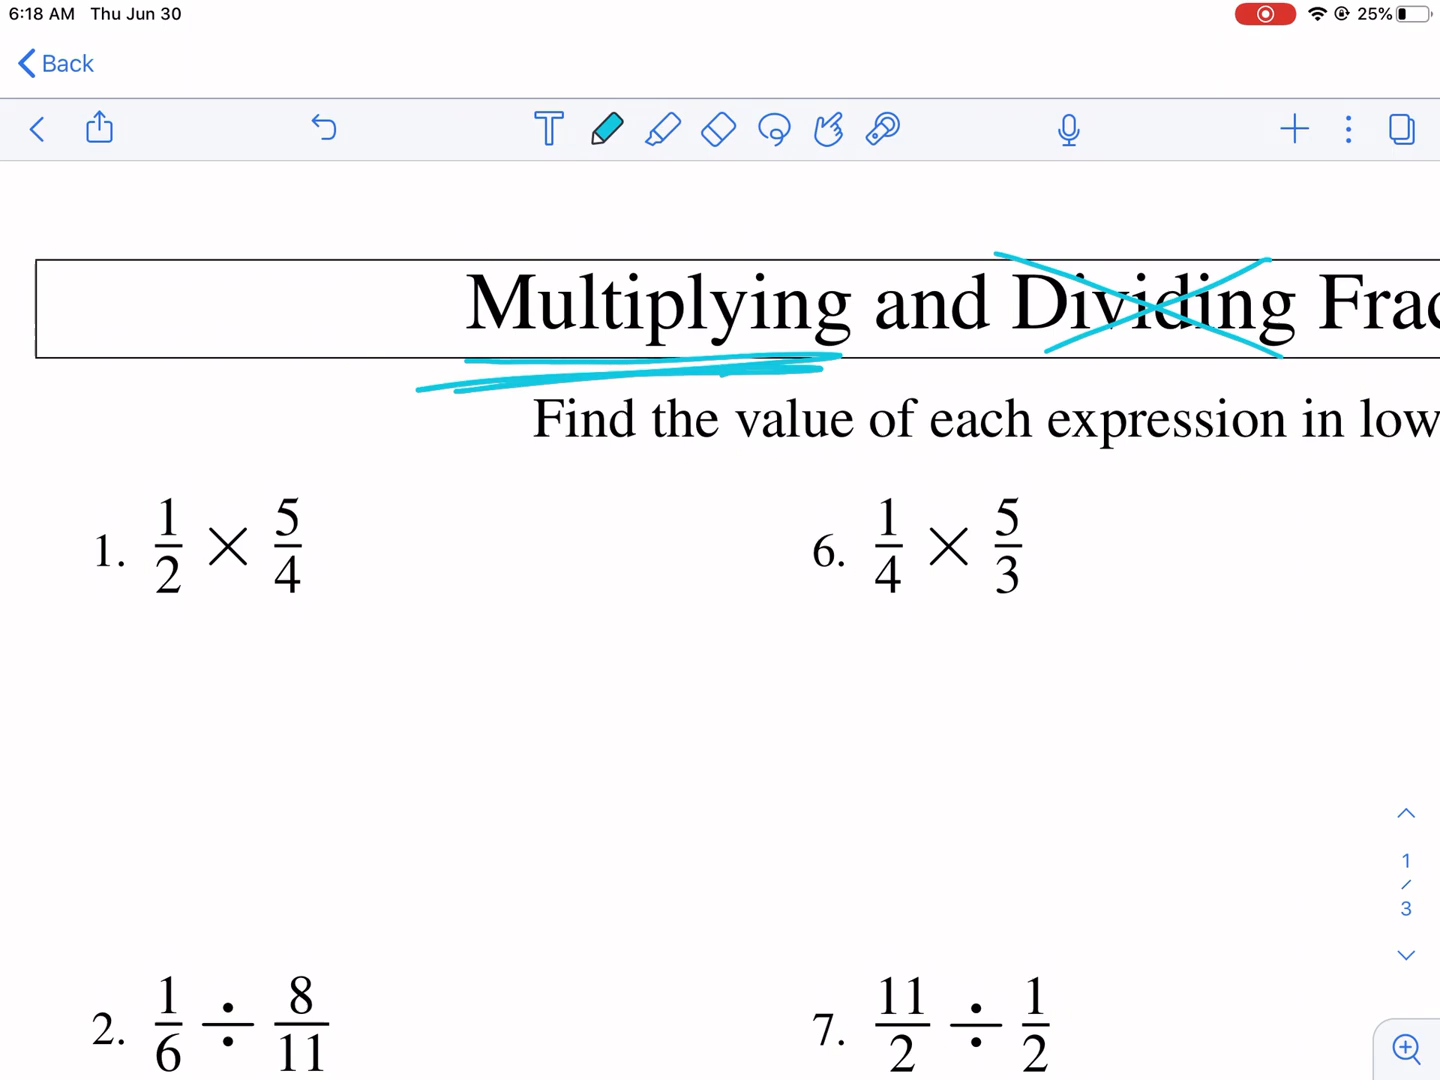 6:18 AM Thu Jun 30 25%
Back
Multiplying and Dividing Frac
Find the value of each expression in low
1. 1/2 × 5/4
6. 1/4 × 5/3
1
/
3
2. 1/6 ÷ 8/11
7. 11/2 ÷ 1/2